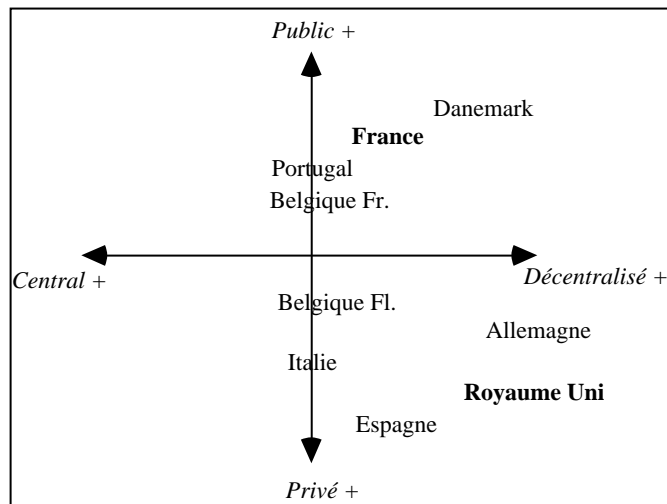 Public +
Danemark
France
Portugal
Belgique Fr.
Central +
Décentralisé +
Belgique Fl.
Allemagne
Italie
Royaume Uni
Espagne
Privé +